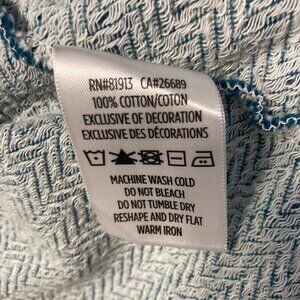 RN#81913 CA#26689
100% COTTON/COTON
EXCLUSIVE OF DECORATION
EXCLUSIVE DES DÉCORATIONS
MACHINE WASH COLD
DO NOT BLEACH
DO NOT TUMBLE DRY
RESHAPE AND DRY FLAT
WARM IRON